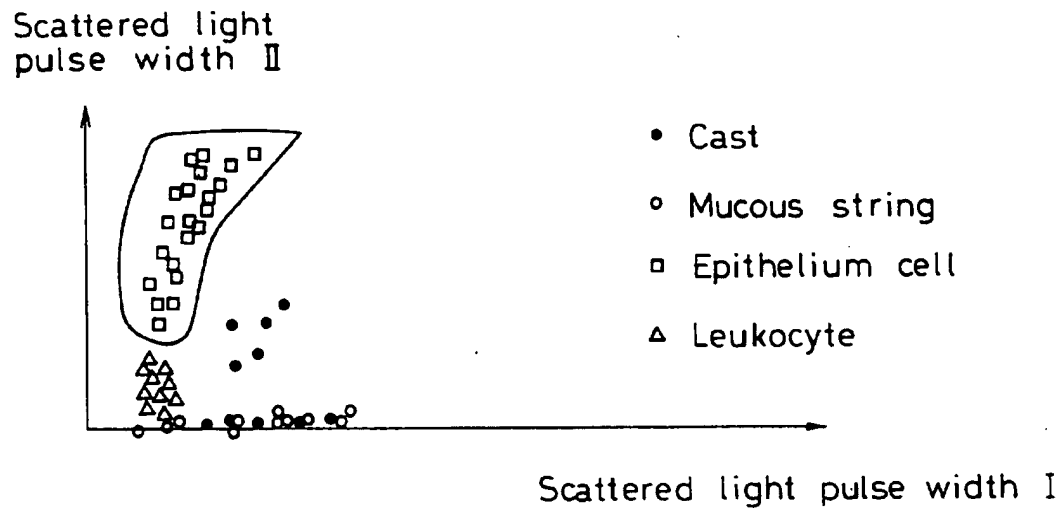 Scattered light
pulse width Ⅱ
Cast
Mucous string
Epithelium cell
Leukocyte
Scattered light pulse width Ⅰ